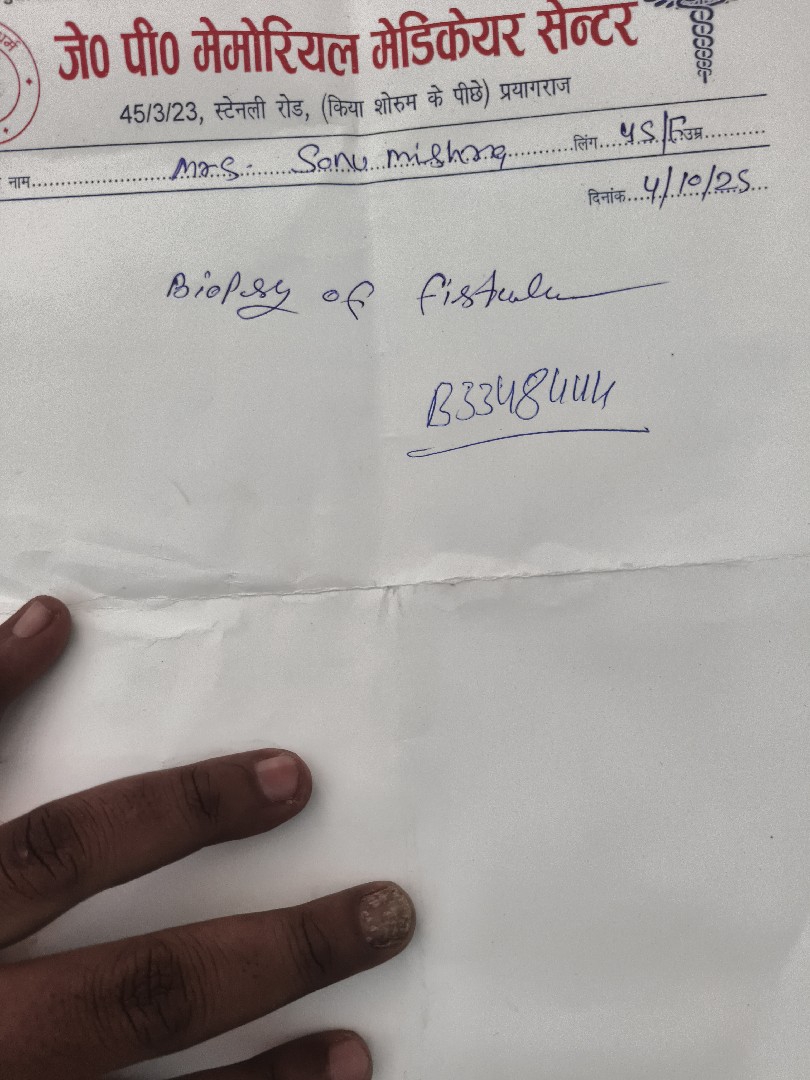 जे० पी० मेमोरियल मेडिकेयर सेन्टर
45/3/23, स्टेनली रोड, (किया शोरुम के पीछे) प्रयागराज
नाम....................Mrs. Sonu mishra............लिंग....45/F उम्र..........
दिनांक....4/10/25...
Biopsy of fistula
B3348444